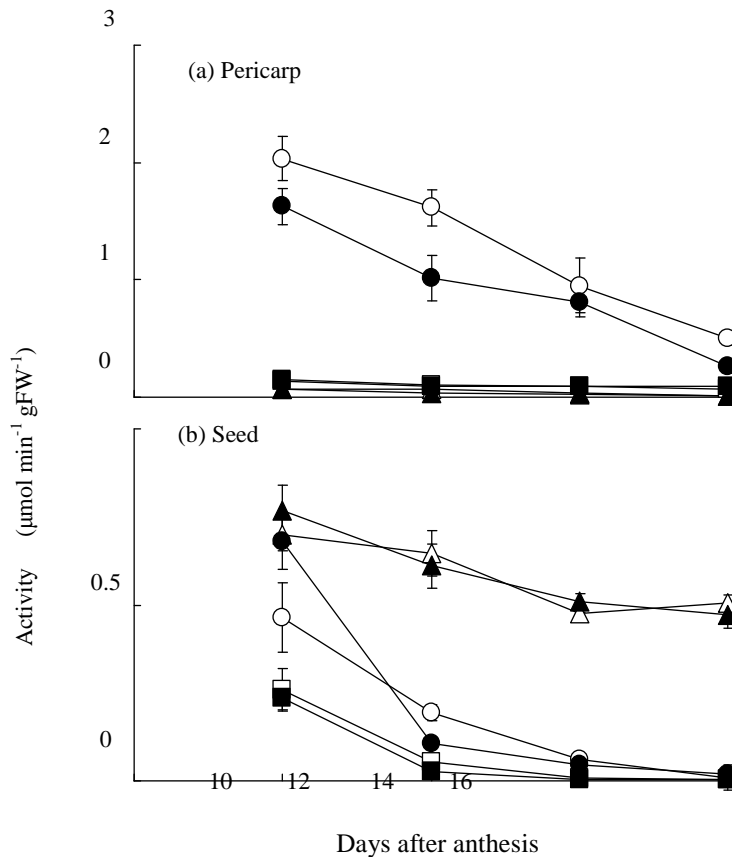 3
(a) Pericarp
2
1
0
(b) Seed
0.5
0
10 12 14 16
Activity (µmol min⁻¹ gFW⁻¹)
Days after anthesis